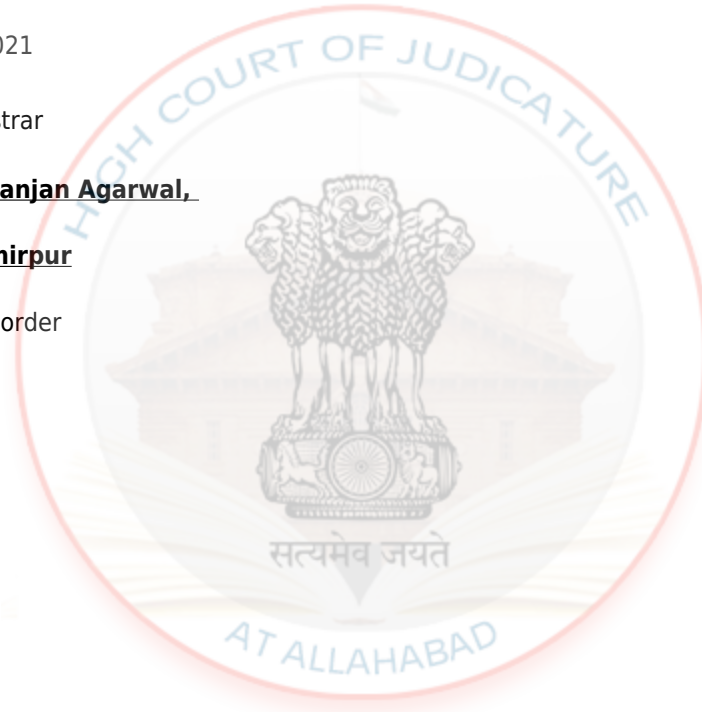 021
trar
anjan Agarwal,
hirpur
order
HIGH COURT OF JUDICATURE
सत्यमेव जयते
AT ALLAHABAD